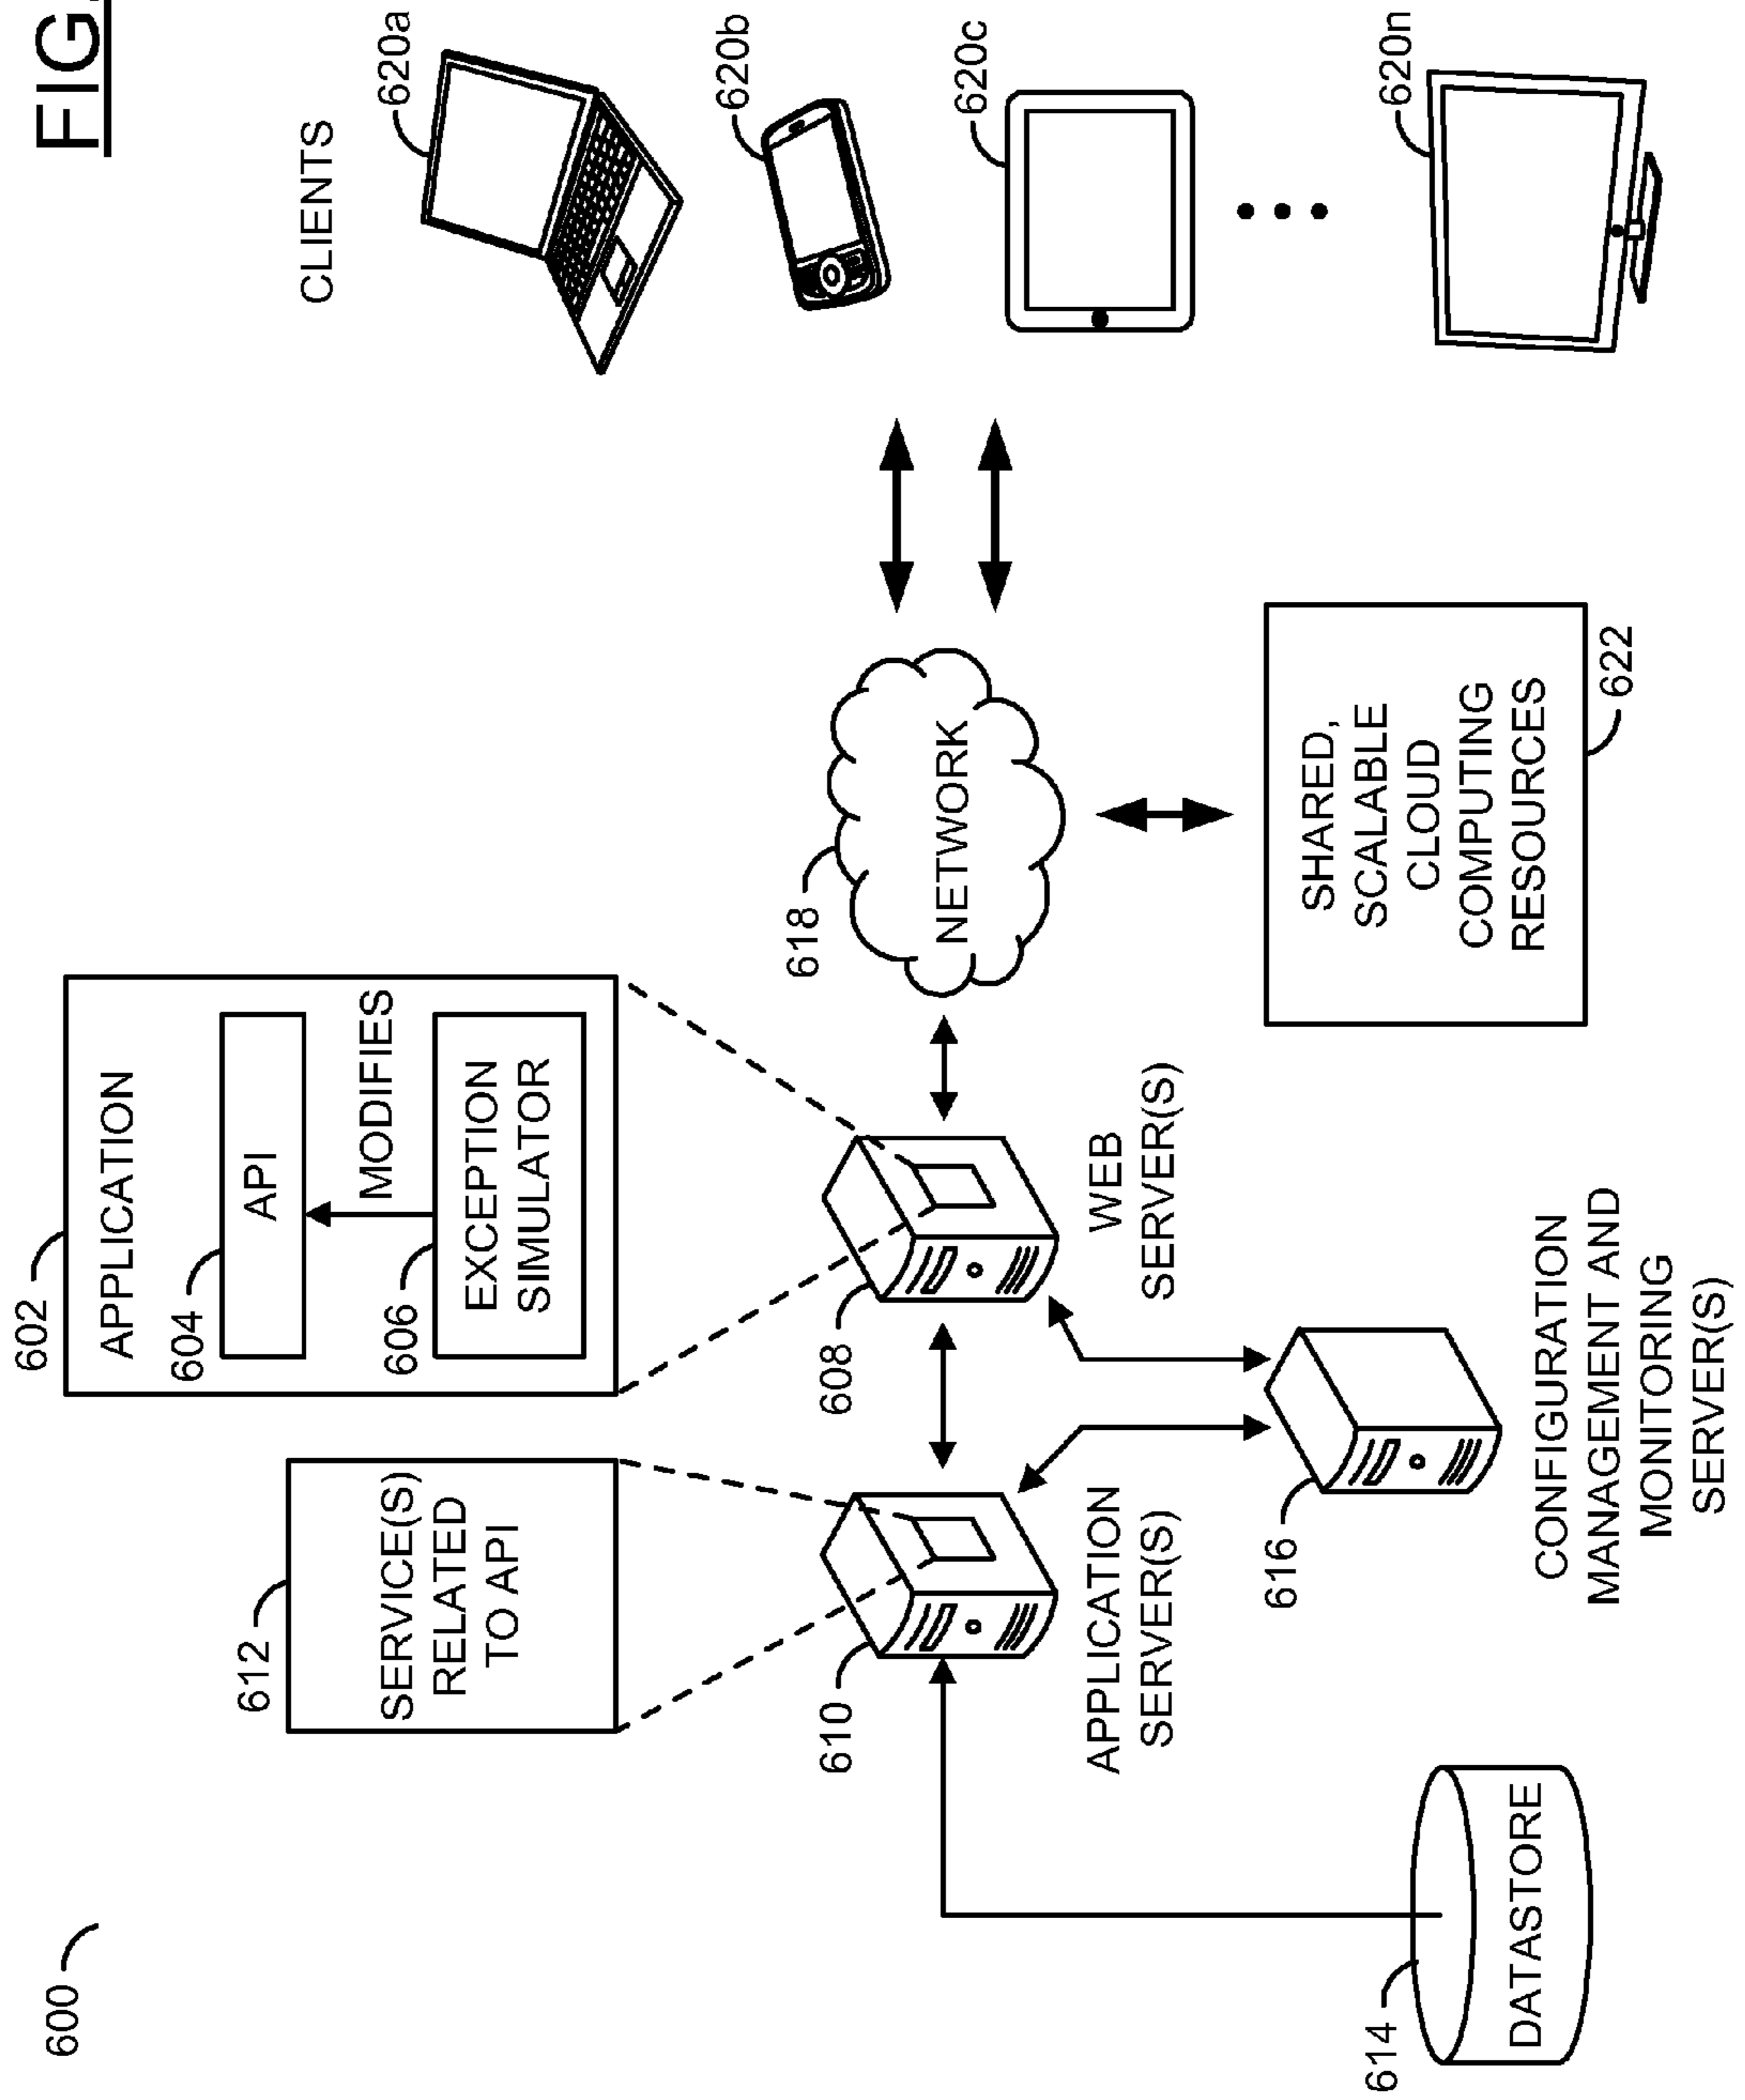 FIG.
600
602
APPLICATION
604
API
MODIFIES
606
EXCEPTION
SIMULATOR
612
SERVICE(S)
RELATED
TO API
CLIENTS
620a
620b
620c
620n
608
WEB
SERVER(S)
610
APPLICATION
SERVER(S)
618
NETWORK
614
DATASTORE
616
CONFIGURATION
MANAGEMENT AND
MONITORING
SERVER(S)
SHARED,
SCALABLE
CLOUD
COMPUTING
RESOURCES
622